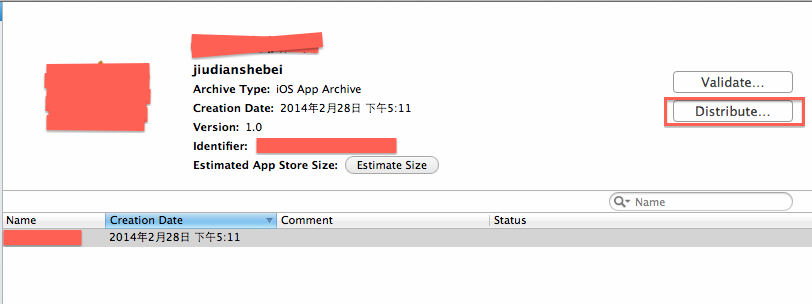 jiudianshebei
Archive Type: iOS App Archive
Creation Date: 2014年2月28日 下午5:11
Version: 1.0
Identifier:
Estimated App Store Size: Estimate Size
Validate...
Distribute...
Name
Name Creation Date Comment Status
2014年2月28日 下午5:11